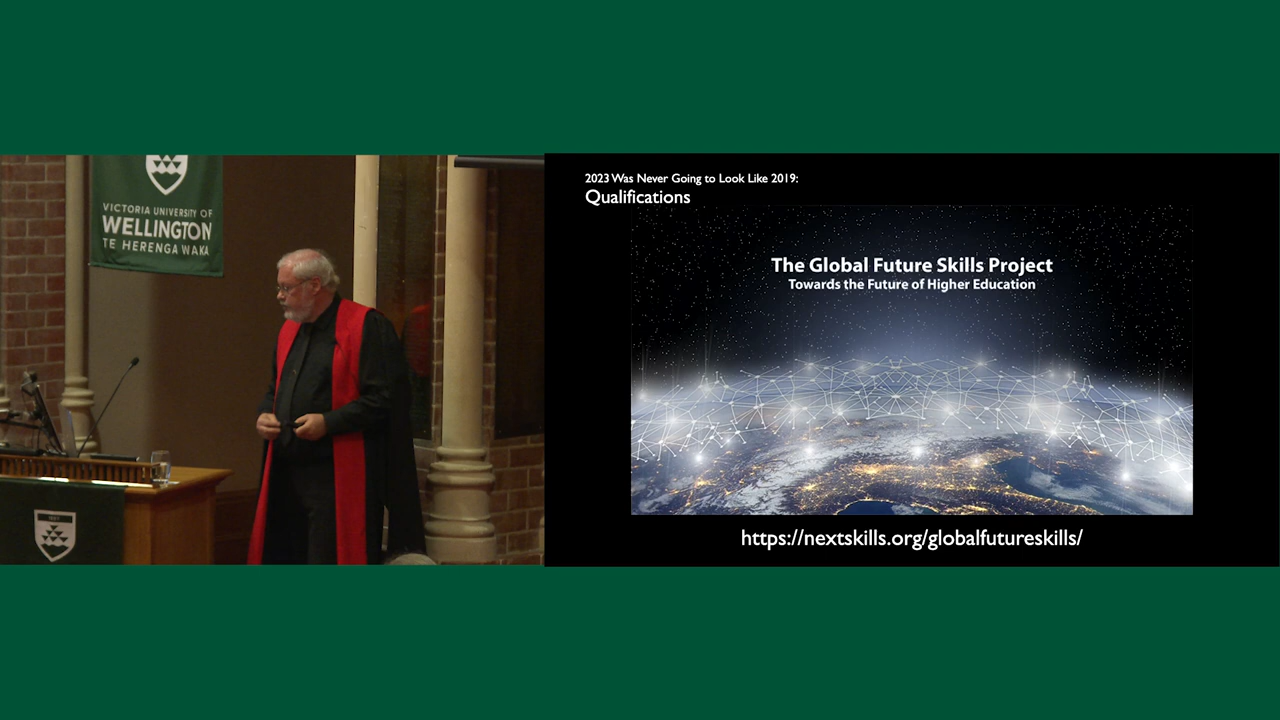 VICTORIA UNIVERSITY OF
WELLINGTON
TE HERENGA WAKA
2023 Was Never Going to Look Like 2019:
Qualifications
The Global Future Skills Project
Towards the Future of Higher Education
https://nextskills.org/globalfutureskills/